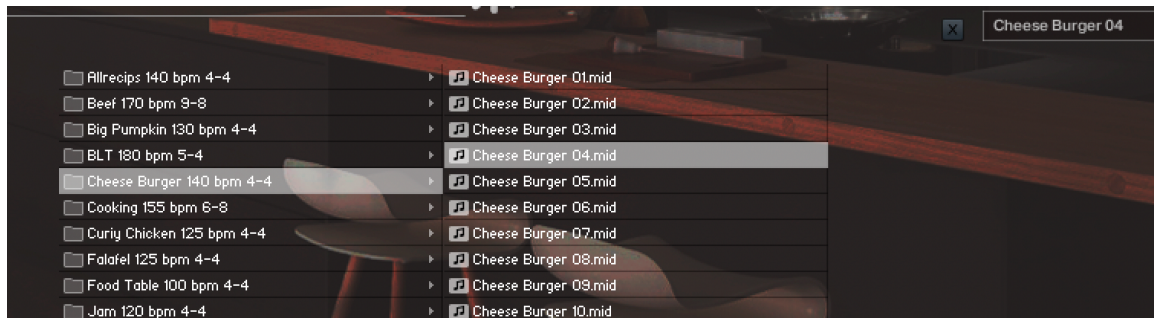 X
Cheese Burger 04
Allrecips 140 bpm 4-4
Beef 170 bpm 9-8
Big Pumpkin 130 bpm 4-4
BLT 180 bpm 5-4
Cheese Burger 140 bpm 4-4
Cooking 155 bpm 6-8
Curiy Chicken 125 bpm 4-4
Falafel 125 bpm 4-4
Food Table 100 bpm 4-4
Jam 120 bpm 4-4
Cheese Burger 01.mid
Cheese Burger 02.mid
Cheese Burger 03.mid
Cheese Burger 04.mid
Cheese Burger 05.mid
Cheese Burger 06.mid
Cheese Burger 07.mid
Cheese Burger 08.mid
Cheese Burger 09.mid
Cheese Burger 10.mid